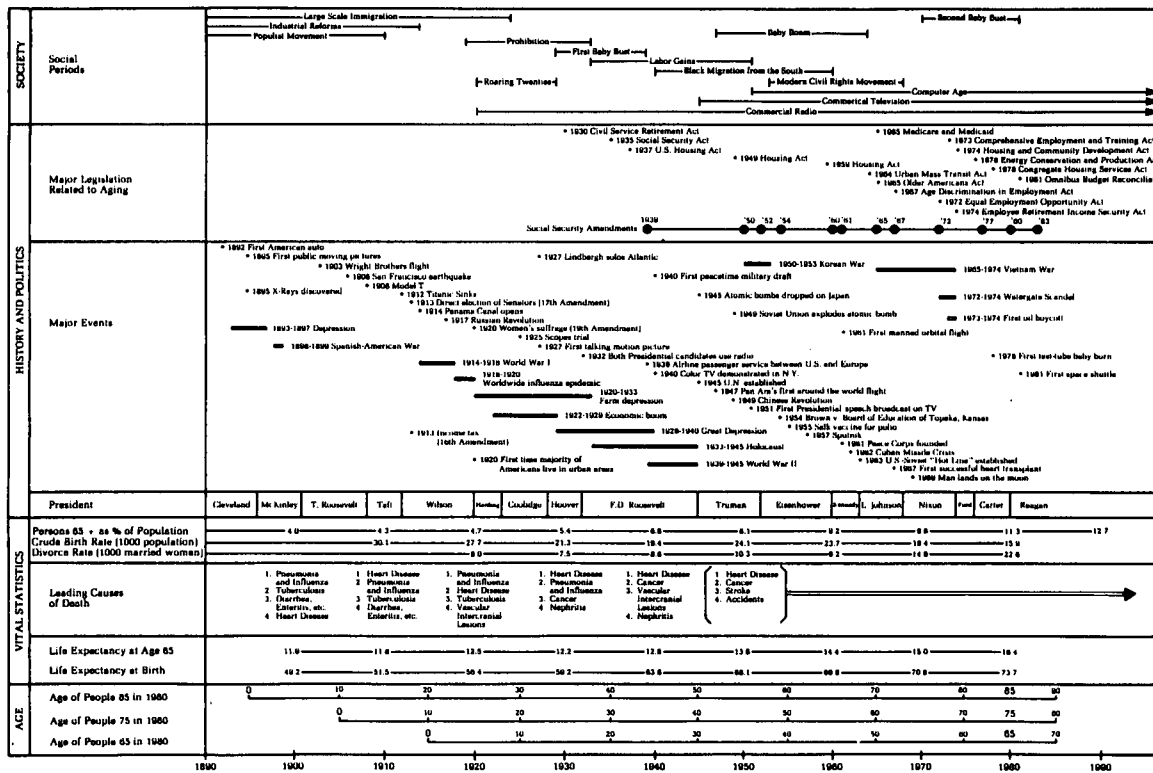 SOCIETY
Social
Periods
Large Scale Immigration
Industrial Reforms
Populist Movement
Prohibition
First Baby Bust
Labor Gains
Black Migration from the South
Roaring Twenties
Baby Boom
Second Baby Bust
Modern Civil Rights Movement
Computer Age
Commerical Television
Commercial Radio
HISTORY AND POLITICS
Major Legislation
Related to Aging
1930 Civil Service Retirement Act
1935 Social Security Act
1937 U.S. Housing Act
1949 Housing Act
1959 Housing Act
1964 Urban Mass Transit Act
1965 Older Americans Act
1967 Age Discrimination in Employment Act
1972 Equal Employment Opportunity Act
1974 Employee Retirement Income Security Act
1965 Medicare and Medicaid
1973 Comprehensive Employment and Training Act
1974 Housing and Community Development Act
1976 Energy Conservation and Production A
1978 Congregate Housing Services Act
1981 Omnibus Budget Reconcilia
Social Security Amendments
1939 '50 '52 '54 '60 '61 '65 '67 '72 '77 '80 '83
Major Events
1892 First American auto
1895 First public moving pictures
1903 Wright Brothers flight
1906 San Francisco earthquake
1895 X-Rays discovered
1908 Model T
1912 Titanic Sinks
1913 Direct election of Senators (17th Amendment)
1914 Panama Canal opens
1917 Russian Revolution
1920 Women's suffrage (19th Amendment)
1925 Scopes trial
1927 First talking motion picture
1893-1897 Depression
1898-1899 Spanish-American War
1914-1918 World War I
1918-1920
Worldwide influenza epidemic
1920-1933
Farm depression
1922-1929 Economic boom
1913 Income tax
(16th Amendment)
1929-1940 Great Depression
1933-1945 Holocaust
1920 First time majority of
Americans live in urban areas
1939-1945 World War II
1927 Lindbergh solos Atlantic
1932 Both Presidential candidates use radio
1939 Airline passenger service between U.S. and Europe
1940 Color TV demonstrated in N.Y.
1940 First peacetime military draft
1945 Atomic bombs dropped on Japan
1945 U.N. established
1947 Pan Am's first around the world flight
1949 Soviet Union explodes atomic bomb
1949 Chinese Revolution
1950-1953 Korean War
1951 First Presidential speech broadcast on TV
1954 Brown v. Board of Education of Topeka, Kansas
1955 Salk vaccine for polio
1957 Sputnik
1961 First manned orbital flight
1961 Peace Corps founded
1962 Cuban Missile Crisis
1963 U.S.-Soviet "Hot Line" established
1967 First successful heart transplant
1969 Man lands on the moon
1965-1974 Vietnam War
1972-1974 Watergate Scandel
1973-1974 First oil boycott
1978 First test-tube baby born
1981 First space shuttle
President
Cleveland Mc Kinley T. Roosevelt Taft Wilson Harding Coolidge Hoover F.D. Roosevelt Truman Eisenhower Kennedy L. Johnson Nixon Ford Carter Reagan
VITAL STATISTICS
Persons 65 + as % of Population 4.0 4.3 4.7 5.4 6.8 8.1 9.2 9.8 11.3 12.7
Crude Birth Rate (1000 population) 30.1 27.7 21.3 19.4 24.1 23.7 18.4 15.9
Divorce Rate (1000 married women) 8.0 7.5 8.8 10.3 9.2 14.9 22.6
Leading Causes
of Death
1. Pneumonia
and Influenza
2. Tuberculosis
3. Diarrhea,
Enteritis, etc.
4 Heart Disease
1 Heart Disease
2 Pneumonia
and Influenza
3 Tuberculosis
4 Diarrhea,
Enteritis, etc.
1 Pneumonia
and Influenza
2 Heart Disease
3. Tuberculosis
4. Vascular
Intercranial
Lesions
1. Heart Disease
2 Pneumonia
and Influenza
3 Cancer
4 Nephritis
1. Heart Disease
2. Cancer
3. Vascular
Intercranial
Lesions
4. Nephritis
1 Heart Disease
2. Cancer
3 Stroke
4. Accidents
Life Expectancy at Age 65 11.9 11.6 12.5 12.2 12.8 13.8 14.4 15.0 16.4
Life Expectancy at Birth 49.2 51.5 56.4 59.2 63.6 68.1 69.8 70.8 73.7
AGE
Age of People 85 in 1980 0 10 20 30 40 50 60 70 80 85 90
Age of People 75 in 1980 0 10 20 30 40 50 60 70 75 80
Age of People 65 in 1980 0 10 20 30 40 50 60 65 70
1890 1900 1910 1920 1930 1940 1950 1960 1970 1980 1990